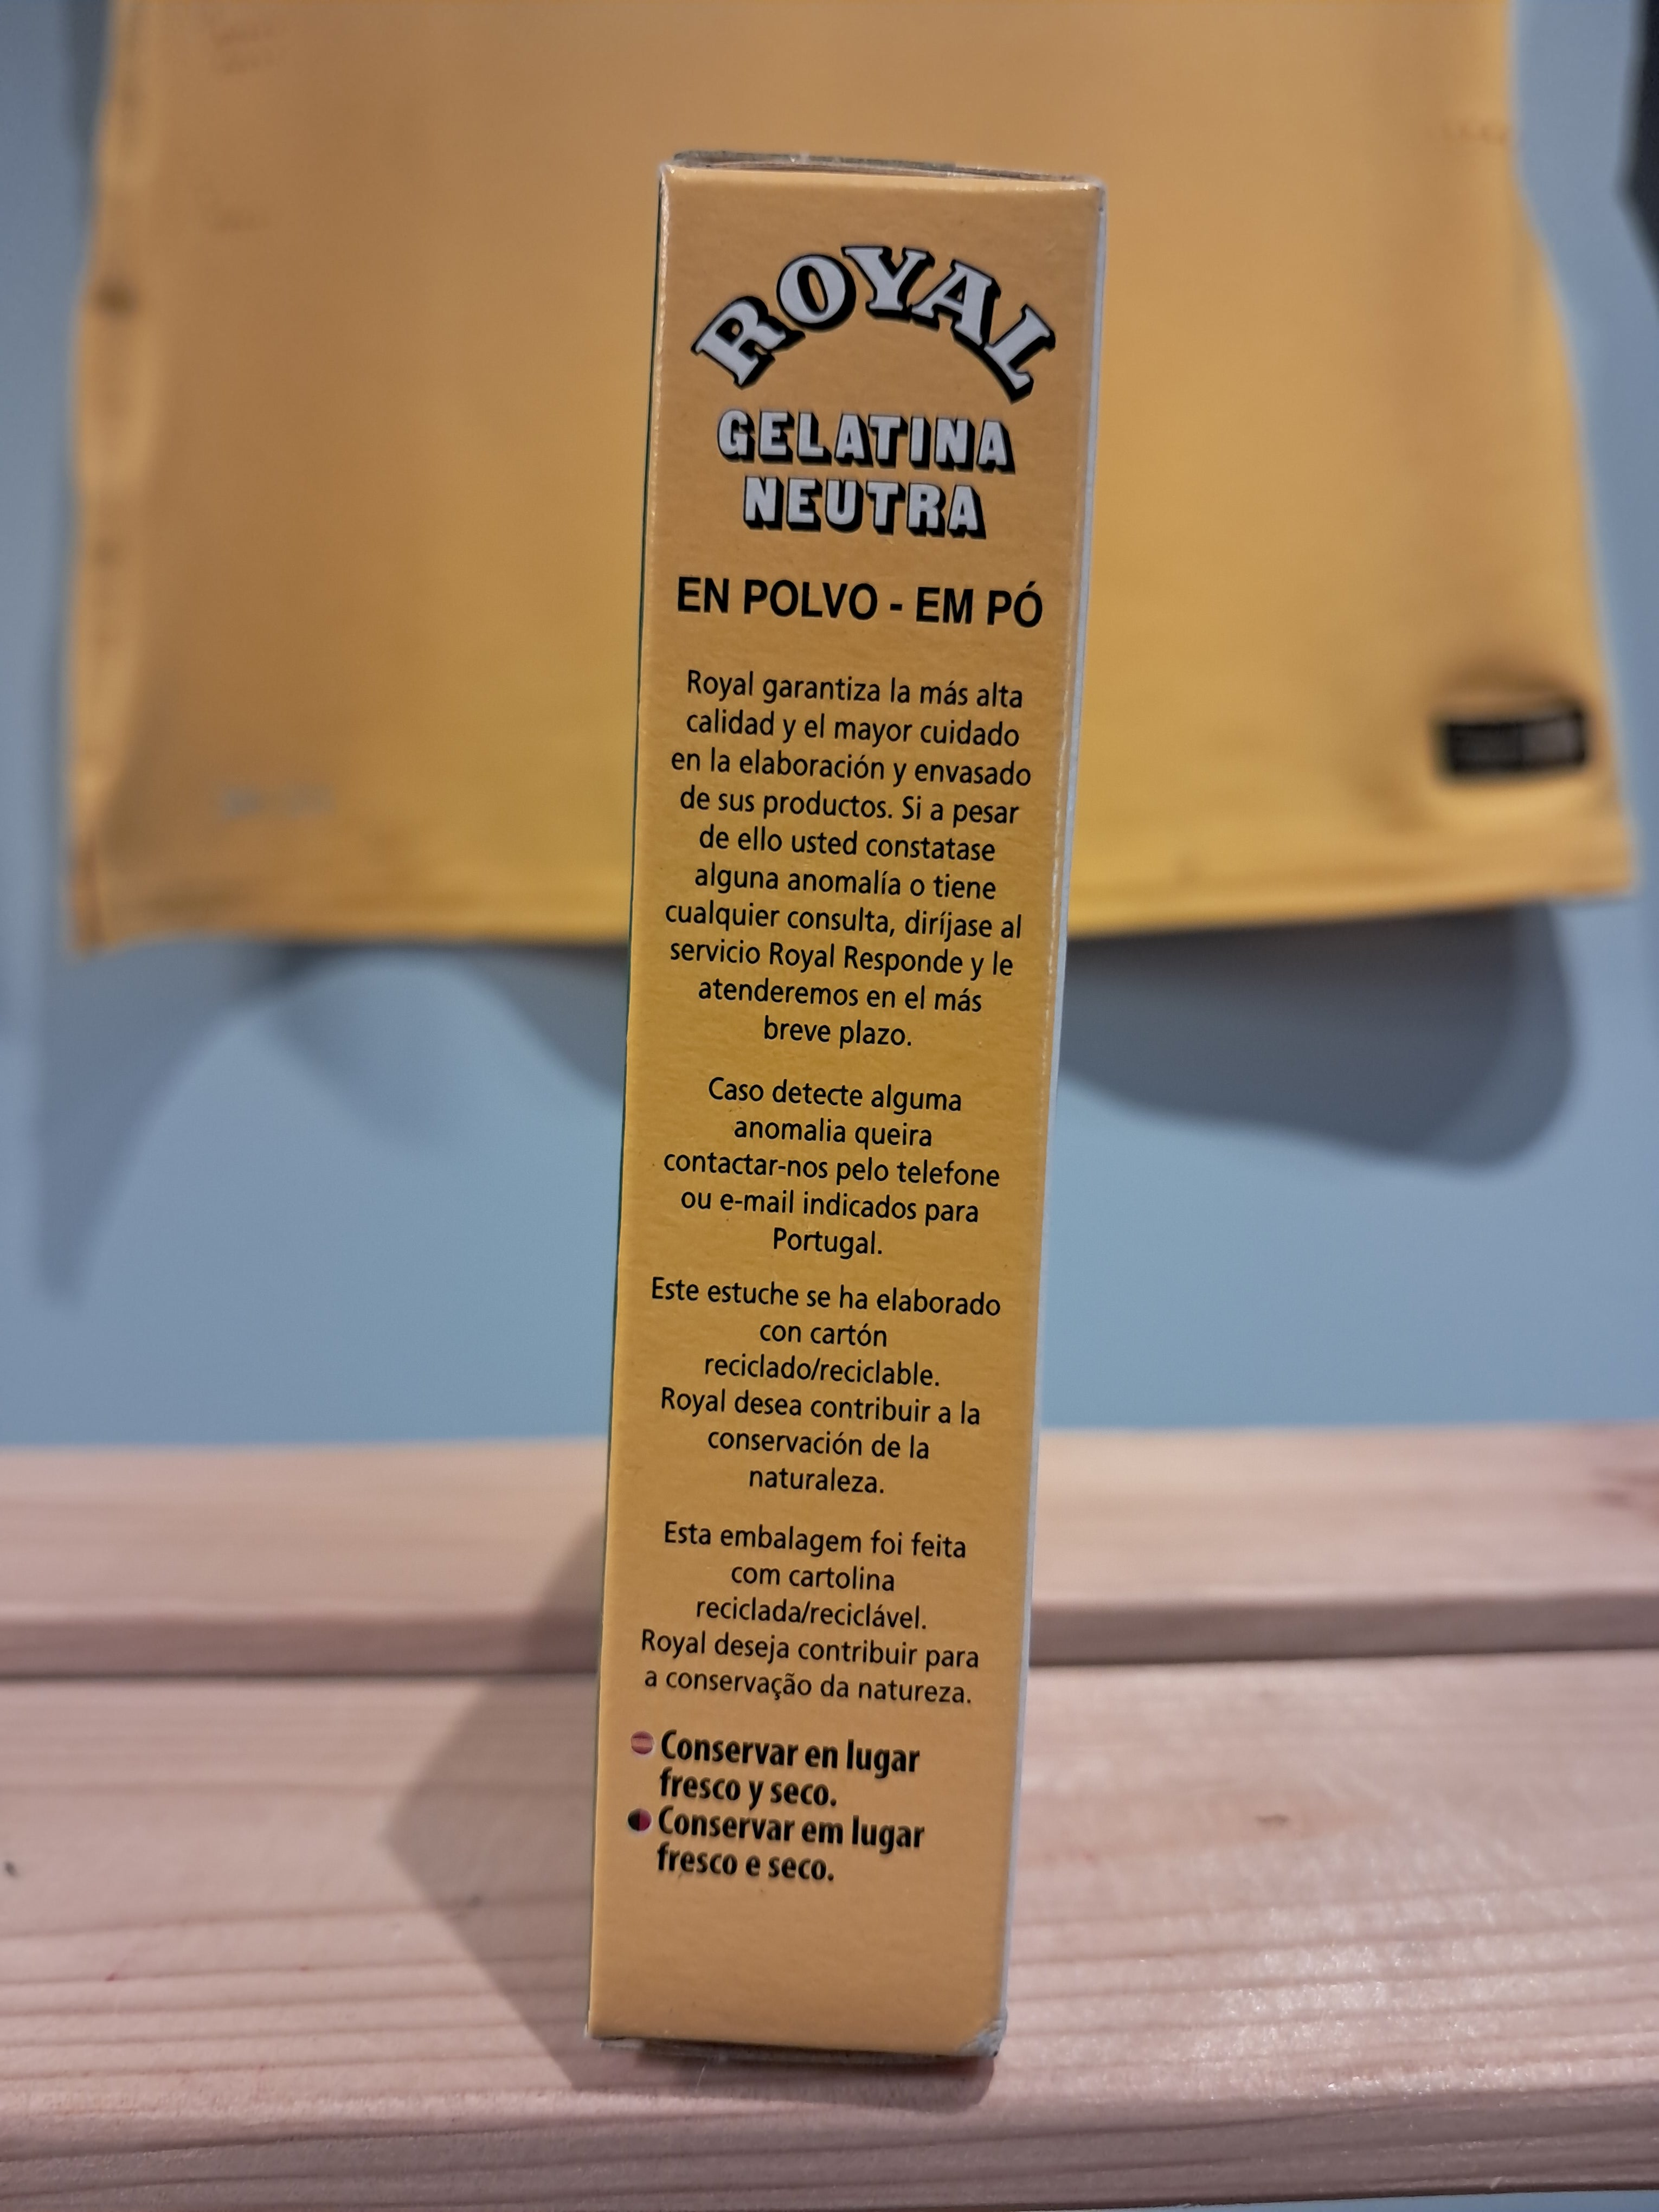 ROYAL
GELATINA
NEUTRA
EN POLVO - EM PÓ
Royal garantiza la más alta
calidad y el mayor cuidado
en la elaboración y envasado
de sus productos. Si a pesar
de ello usted constatase
alguna anomalía o tiene
cualquier consulta, diríjase al
servicio Royal Responde y le
atenderemos en el más
breve plazo.
Caso detecte alguma
anomalia queira
contactar-nos pelo telefone
ou e-mail indicados para
Portugal.
Este estuche se ha elaborado
con cartón
reciclado/reciclable.
Royal desea contribuir a la
conservación de la
naturaleza.
Esta embalagem foi feita
com cartolina
reciclada/reciclável.
Royal deseja contribuir para
a conservação da natureza.
Conservar en lugar
fresco y seco.
Conservar em lugar
fresco e seco.